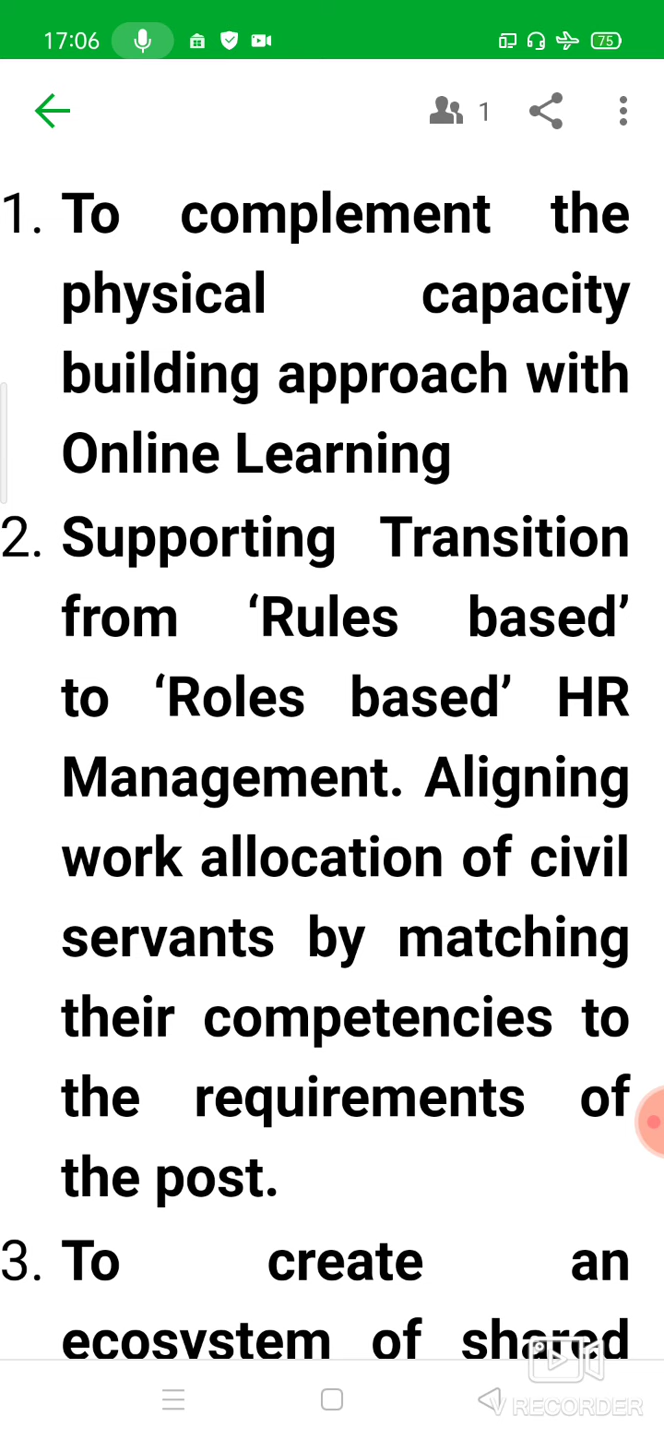 17:06
75
1
1. To complement the
physical capacity
building approach with
Online Learning
2. Supporting Transition
from ‘Rules based’
to ‘Roles based’ HR
Management. Aligning
work allocation of civil
servants by matching
their competencies to
the requirements of
the post.
3. To create an
ecosystem of shared
V RECORDER